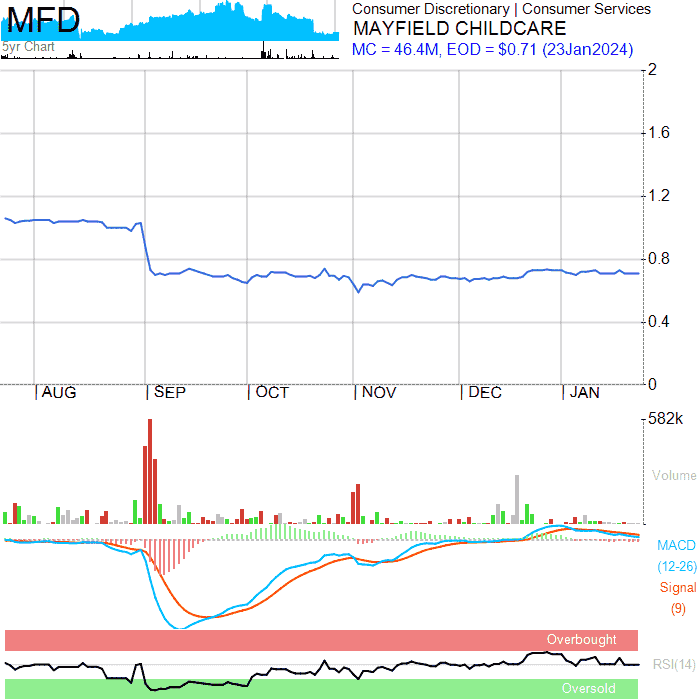 MFD
5yr Chart
Consumer Discretionary | Consumer Services
MAYFIELD CHILDCARE
MC = 46.4M, EOD = $0.71 (23Jan2024)
2
1.6
1.2
0.8
0.4
0
AUG SEP OCT NOV DEC JAN
582k
Volume
MACD
(12-26)
Signal
(9)
Overbought
RSI(14)
Oversold